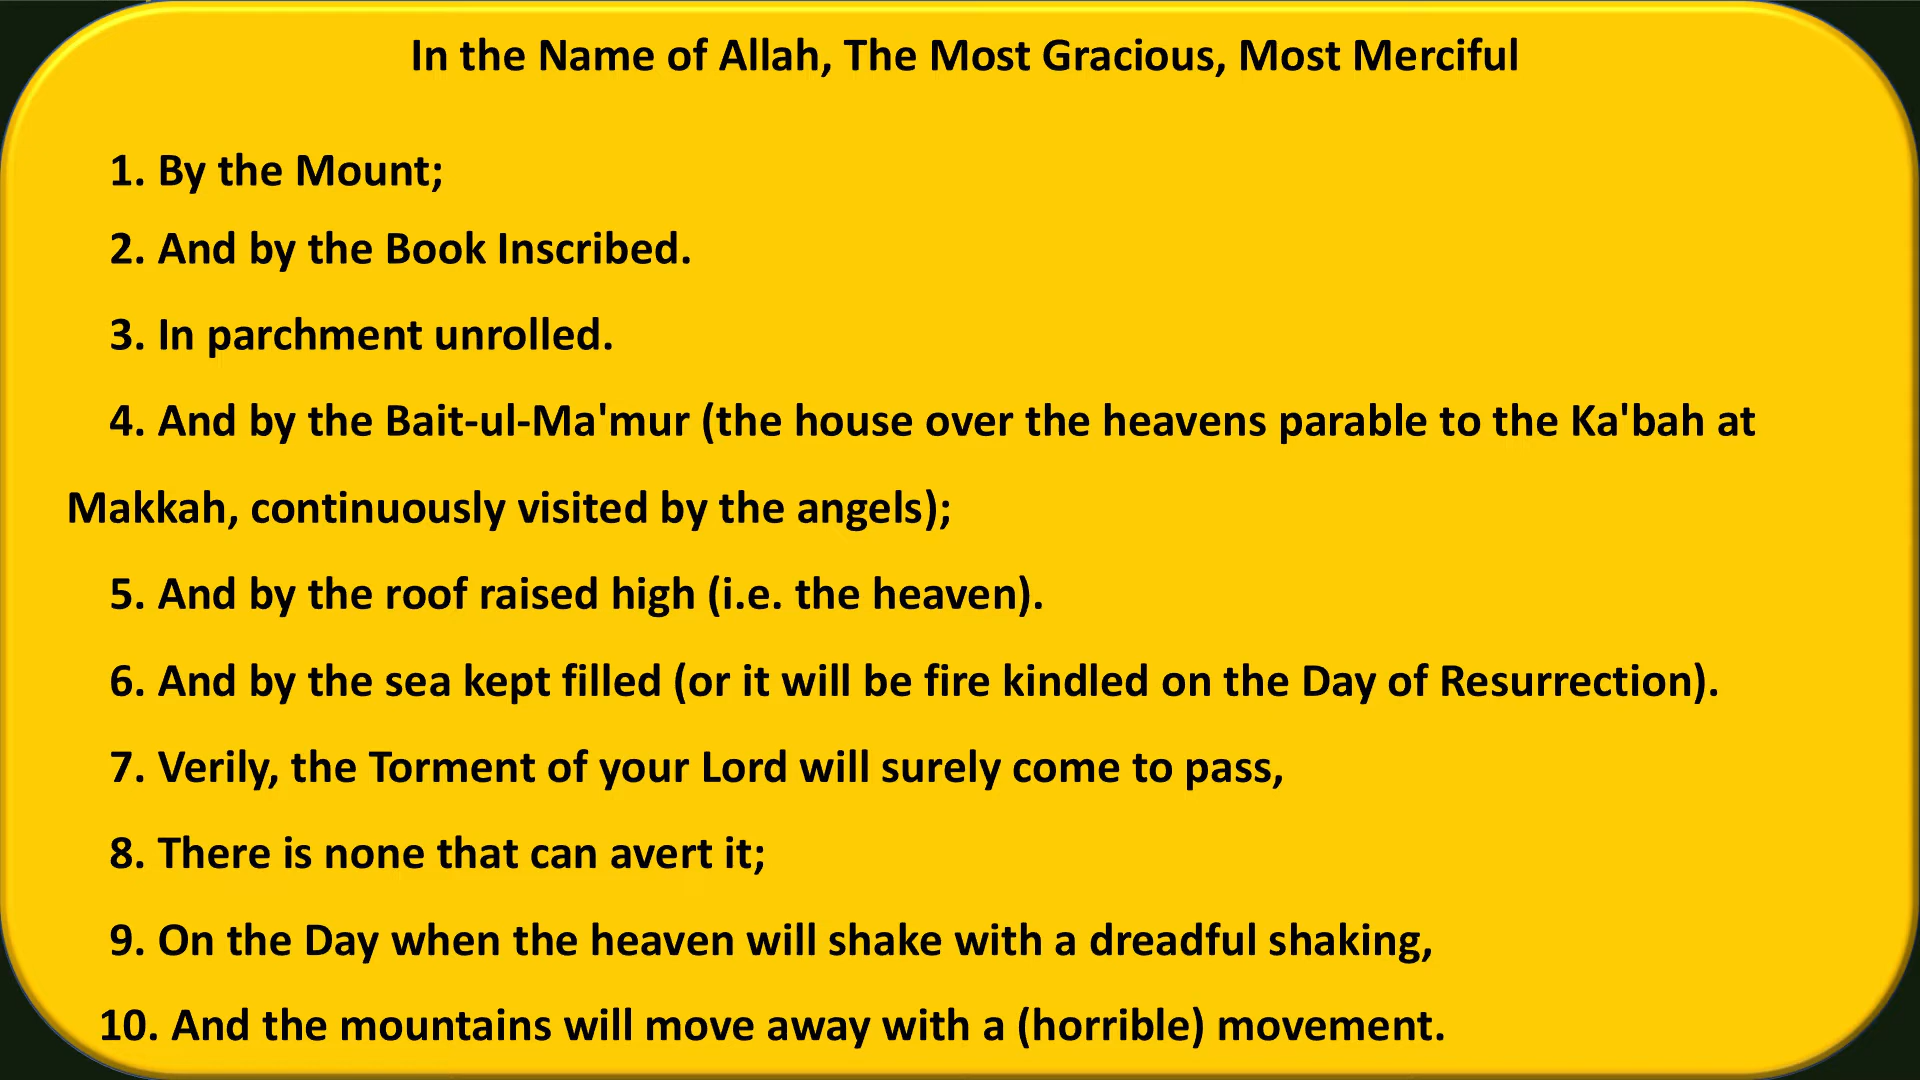 In the Name of Allah, The Most Gracious, Most Merciful
1. By the Mount;
2. And by the Book Inscribed.
3. In parchment unrolled.
4. And by the Bait-ul-Ma'mur (the house over the heavens parable to the Ka'bah at
Makkah, continuously visited by the angels);
5. And by the roof raised high (i.e. the heaven).
6. And by the sea kept filled (or it will be fire kindled on the Day of Resurrection).
7. Verily, the Torment of your Lord will surely come to pass,
8. There is none that can avert it;
9. On the Day when the heaven will shake with a dreadful shaking,
10. And the mountains will move away with a (horrible) movement.